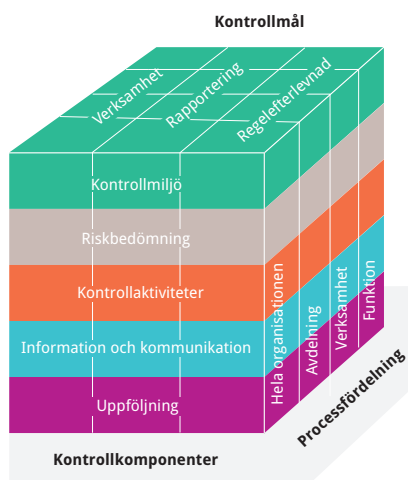 Kontrollmål
Verksamhet
Rapportering
Regelefterlevnad
Kontrollmiljö
Riskbedömning
Kontrollaktiviteter
Information och kommunikation
Uppföljning
Hela organisationen
Avdelning
Verksamhet
Funktion
Processfördelning
Kontrollkomponenter